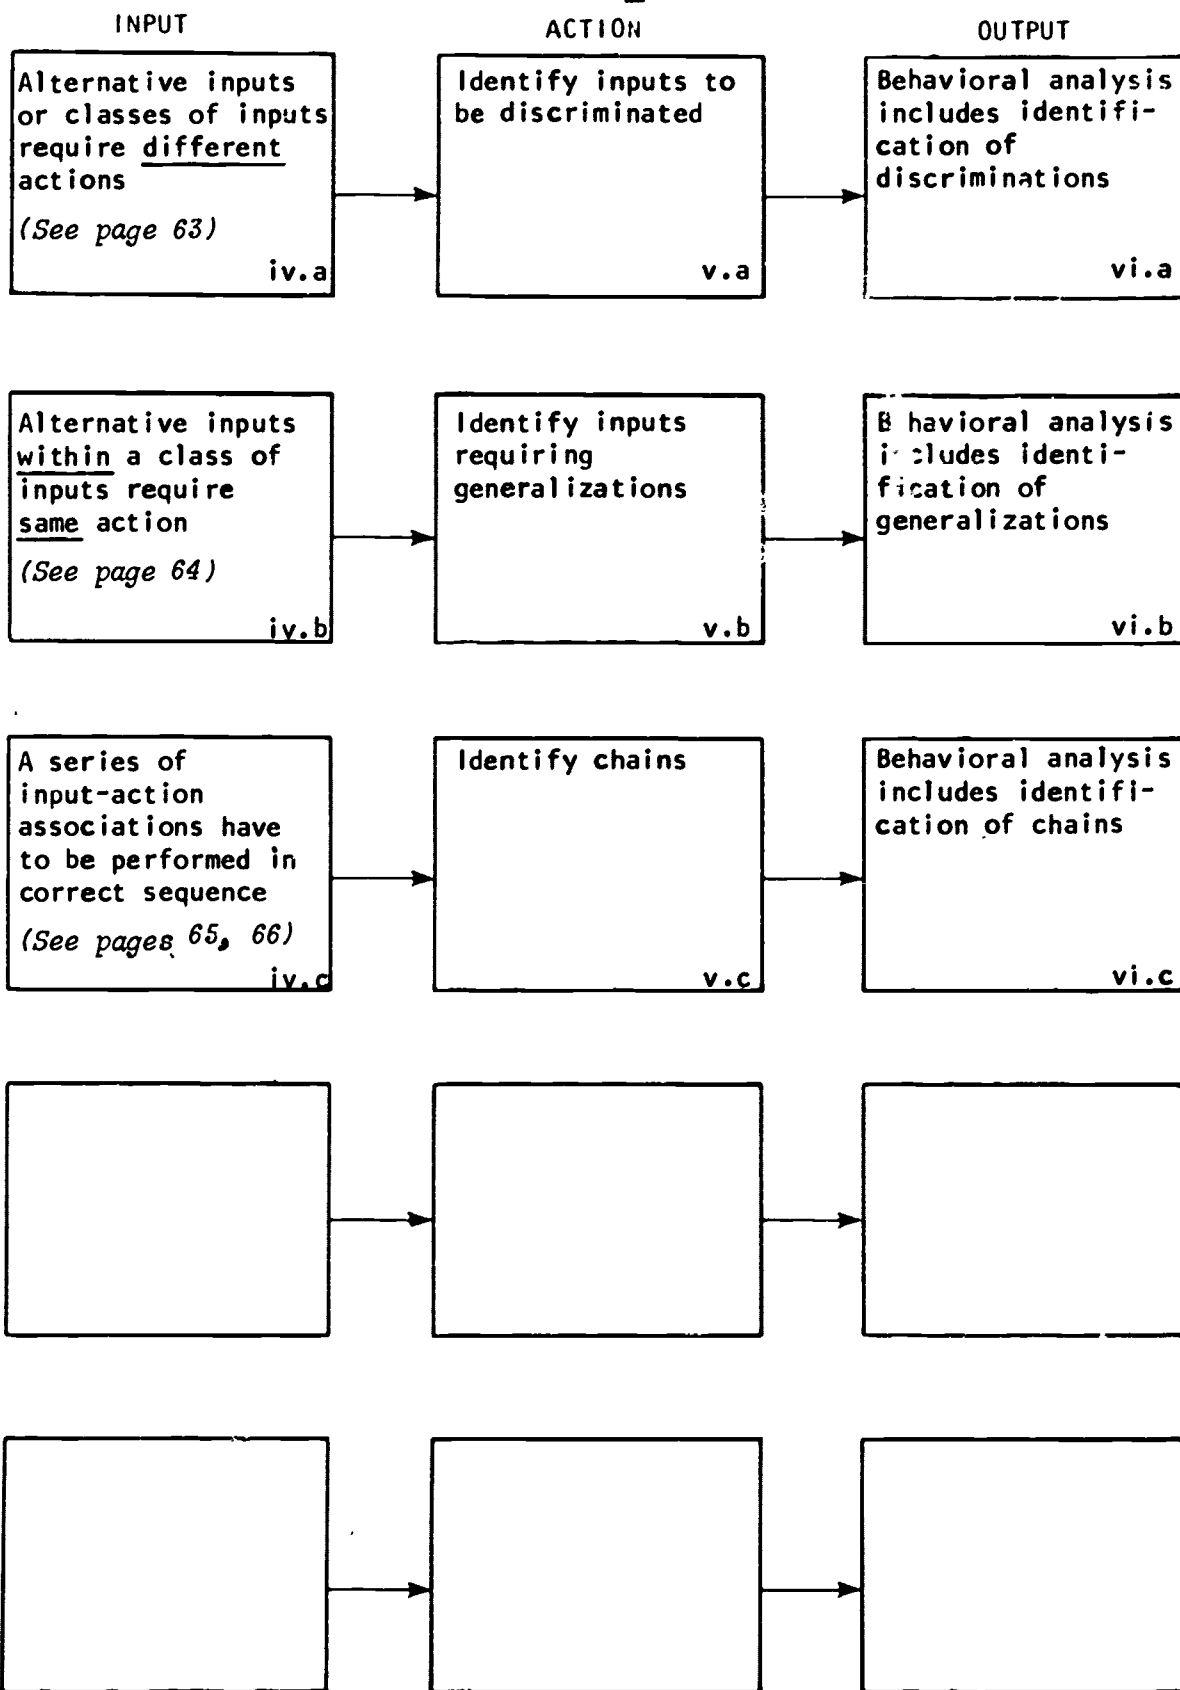 INPUT ACTION OUTPUT
Alternative inputs
or classes of inputs
require different
actions
(See page 63)
iv.a
Identify inputs to
be discriminated
v.a
Behavioral analysis
includes identifi-
cation of
discriminations
vi.a
Alternative inputs
within a class of
inputs require
same action
(See page 64)
iv.b
Identify inputs
requiring
generalizations
v.b
B havioral analysis
i cludes identi-
fication of
generalizations
vi.b
A series of
input-action
associations have
to be performed in
correct sequence
(See pages 65, 66)
iv.c
Identify chains
v.c
Behavioral analysis
includes identifi-
cation of chains
vi.c